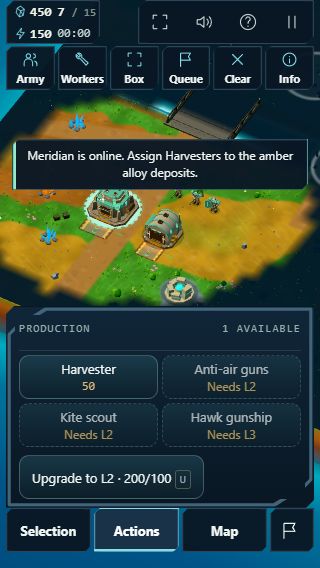 450 7 / 15
150 00:00
Army Workers Box Queue Clear Info
Meridian is online. Assign Harvesters to the amber
alloy deposits.
PRODUCTION 1 AVAILABLE
Harvester
50
Anti-air guns
Needs L2
Kite scout
Needs L2
Hawk gunship
Needs L3
Upgrade to L2 · 200/100 U
Selection Actions Map